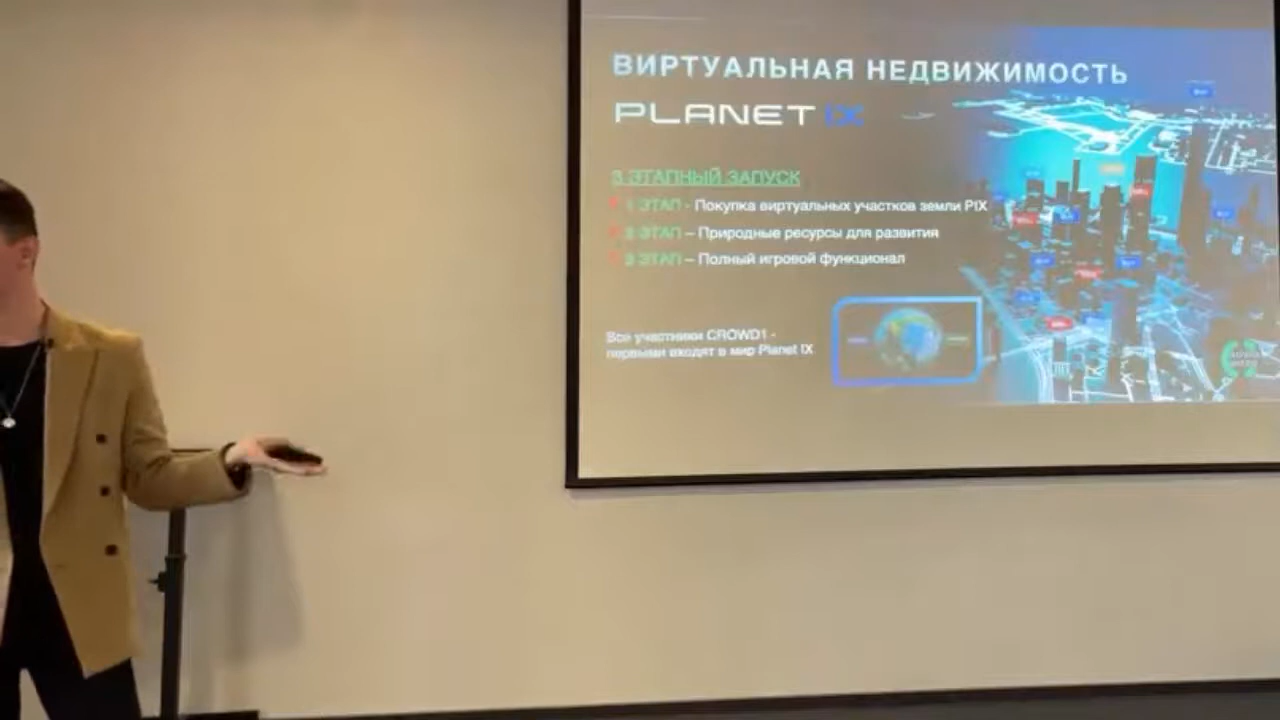 ВИРТУАЛЬНАЯ НЕДВИЖИМОСТЬ
PLANET IX
3 ЭТАПНЫЙ ЗАПУСК
1 ЭТАП - Покупка виртуальных участков земли PIX
2 ЭТАП – Природные ресурсы для развития
3 ЭТАП – Полный игровой функционал
Все участники CROWD1 -
первыми входят в мир Planet IX